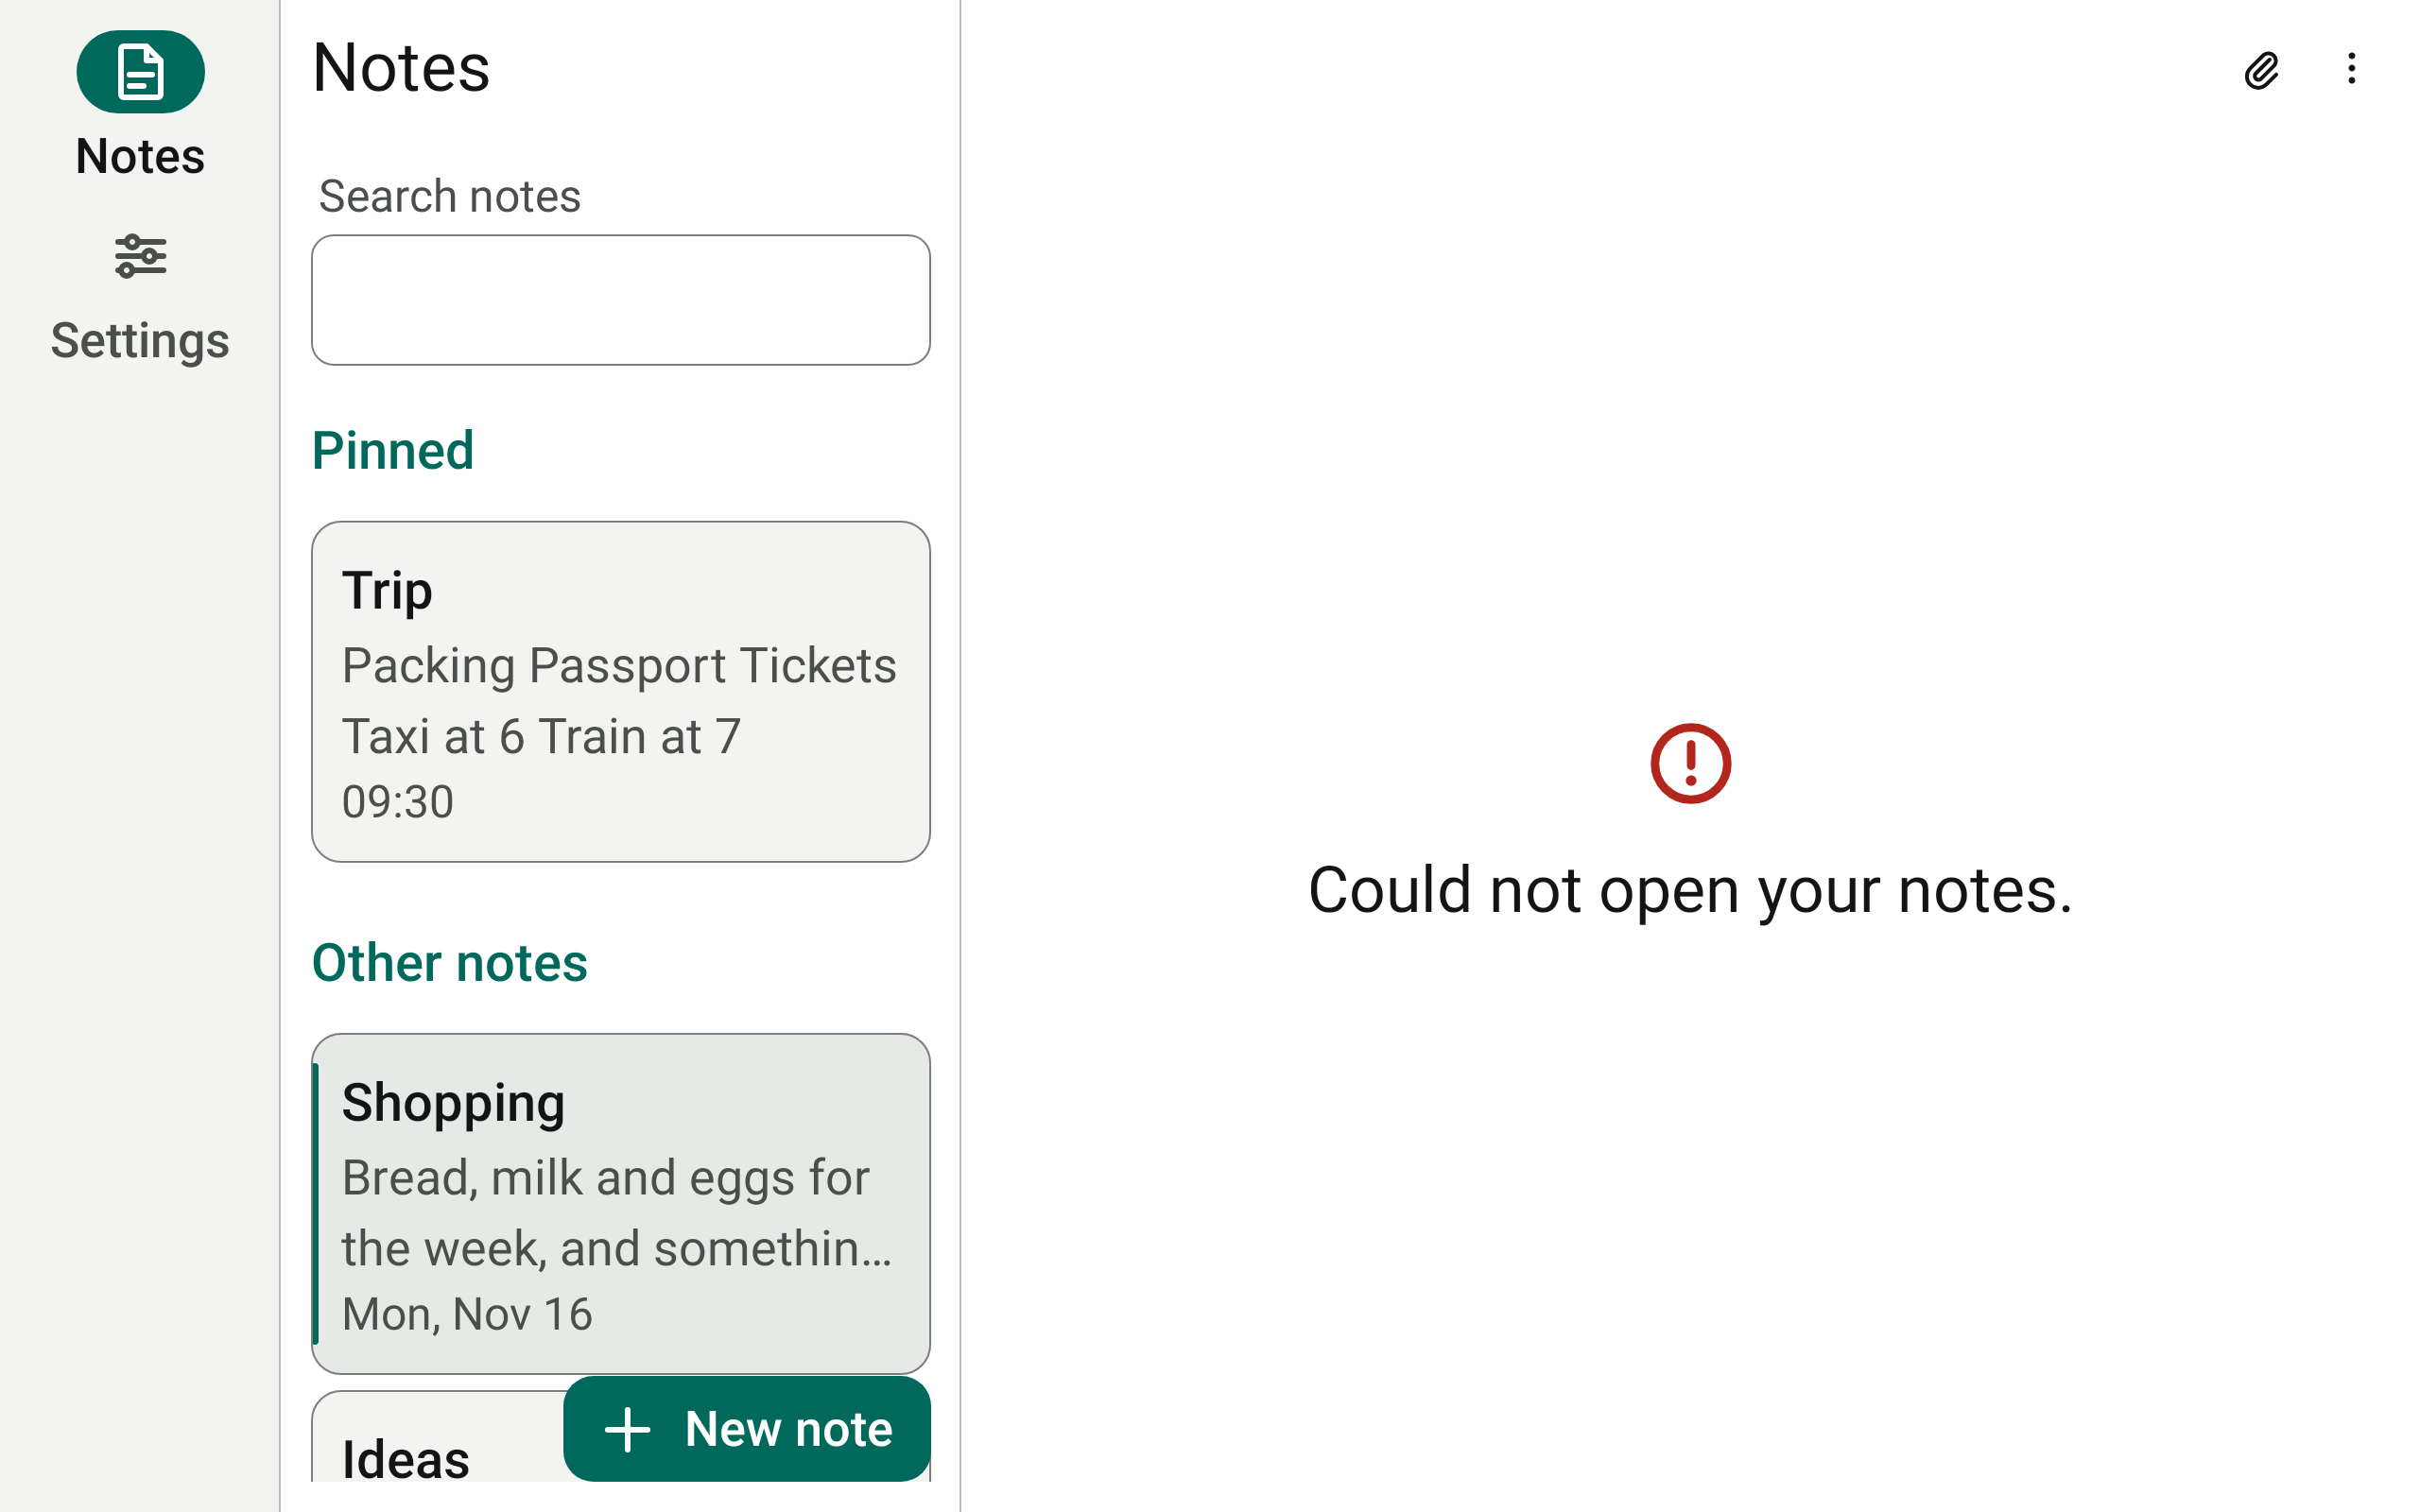 Notes
Settings
Notes
Search notes
Pinned
Trip
Packing Passport Tickets
Taxi at 6 Train at 7
09:30
Other notes
Shopping
Bread, milk and eggs for
the week, and somethin…
Mon, Nov 16
Ideas
New note
Could not open your notes.